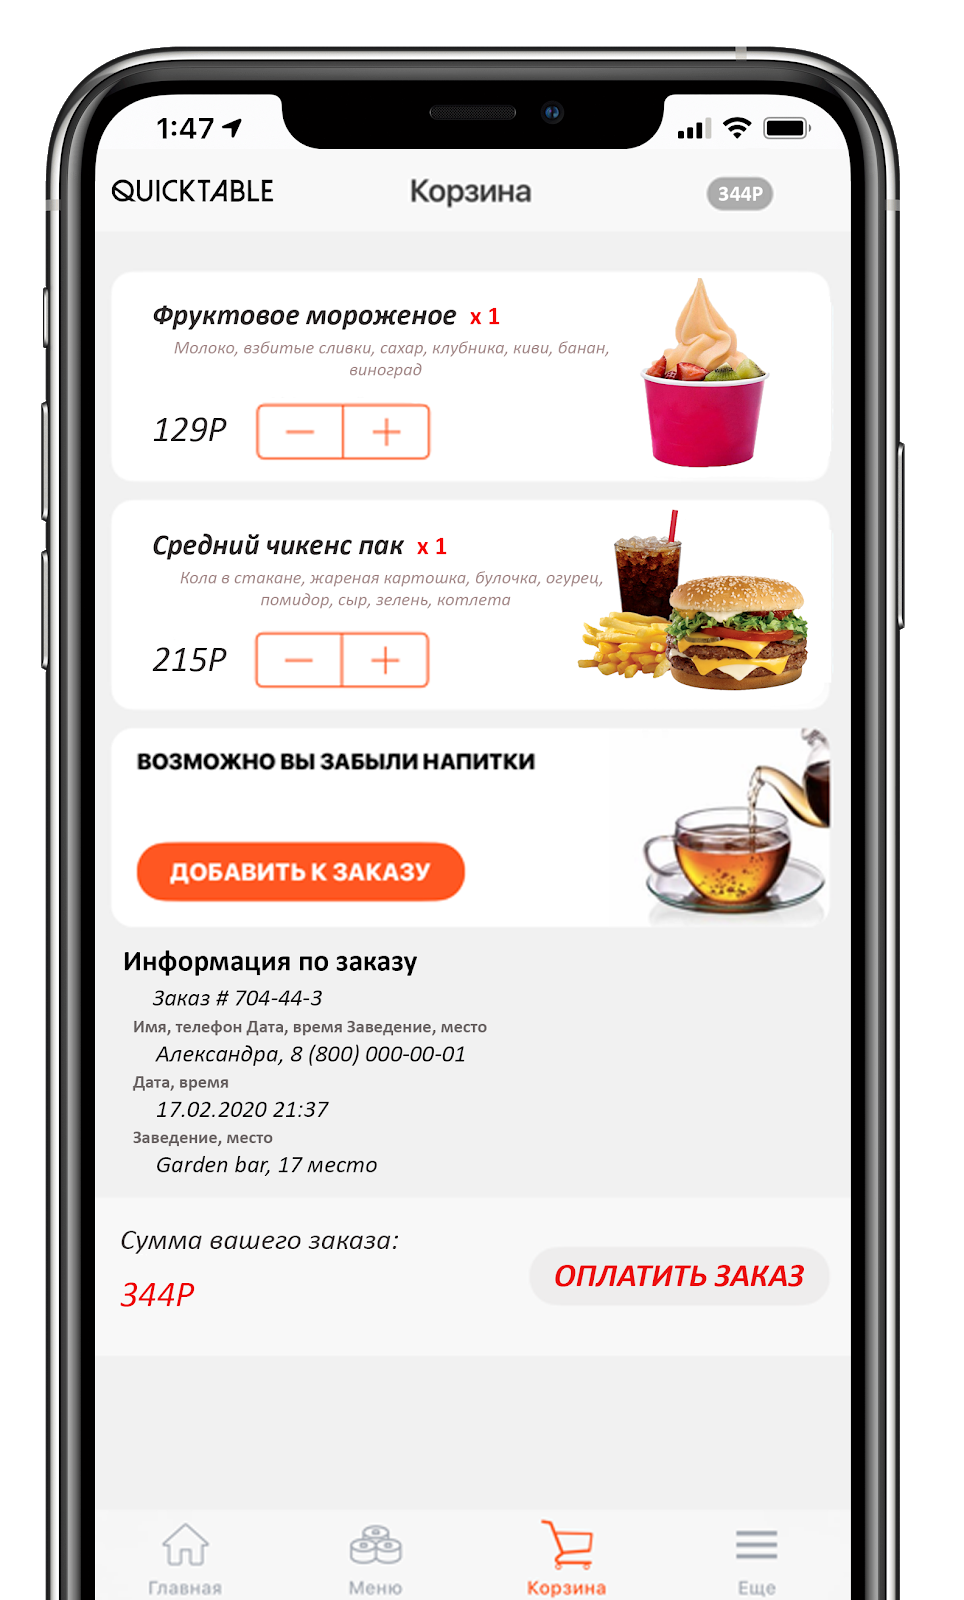 1:47
QUICKTABLE
Корзина
344Р
Фруктовое мороженое x 1
Молоко, взбитые сливки, сахар, клубника, киви, банан,
виноград
129Р
− +
Средний чикенс пак x 1
Кола в стакане, жареная картошка, булочка, огурец,
помидор, сыр, зелень, котлета
215Р
− +
ВОЗМОЖНО ВЫ ЗАБЫЛИ НАПИТКИ
ДОБАВИТЬ К ЗАКАЗУ
Информация по заказу
Заказ # 704-44-3
Имя, телефон Дата, время Заведение, место
Александра, 8 (800) 000-00-01
Дата, время
17.02.2020 21:37
Заведение, место
Garden bar, 17 место
Сумма вашего заказа:
344Р
ОПЛАТИТЬ ЗАКАЗ
Главная
Меню
Корзина
Еще